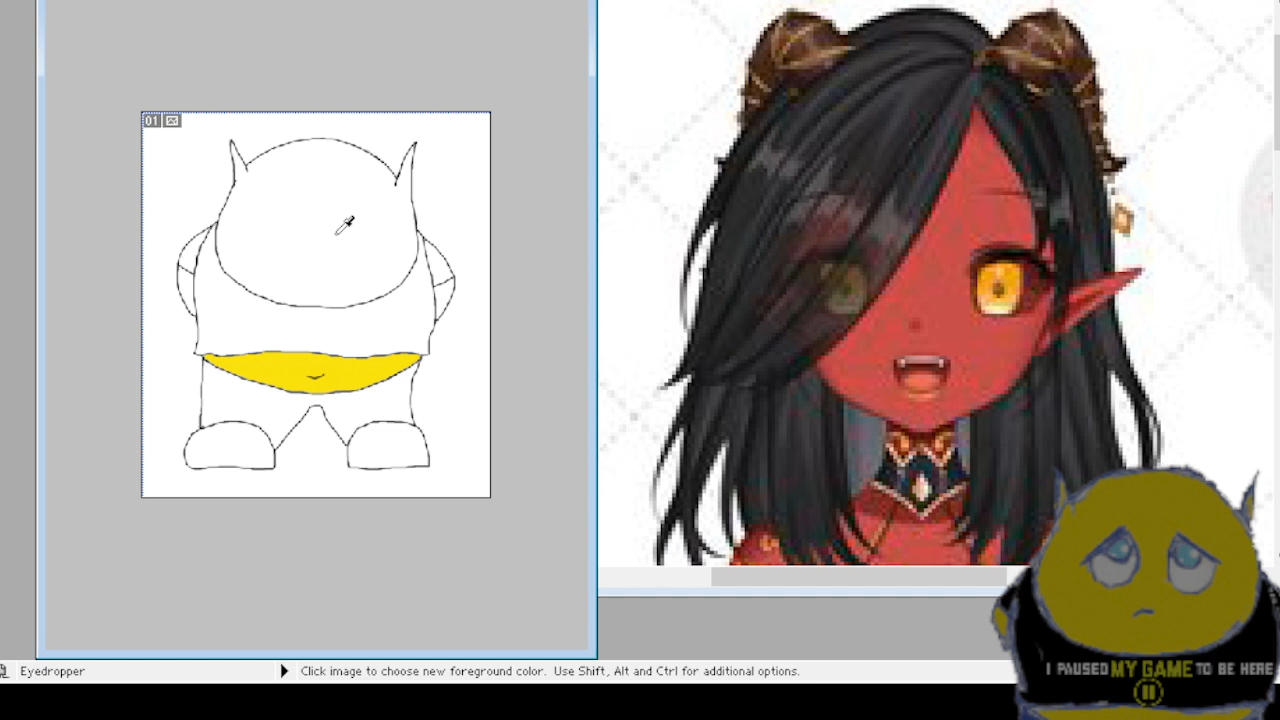 01
Eyedropper
Click image to choose new foreground color. Use Shift, Alt and Ctrl for additional options.
I PAUSED MY GAME TO BE HERE